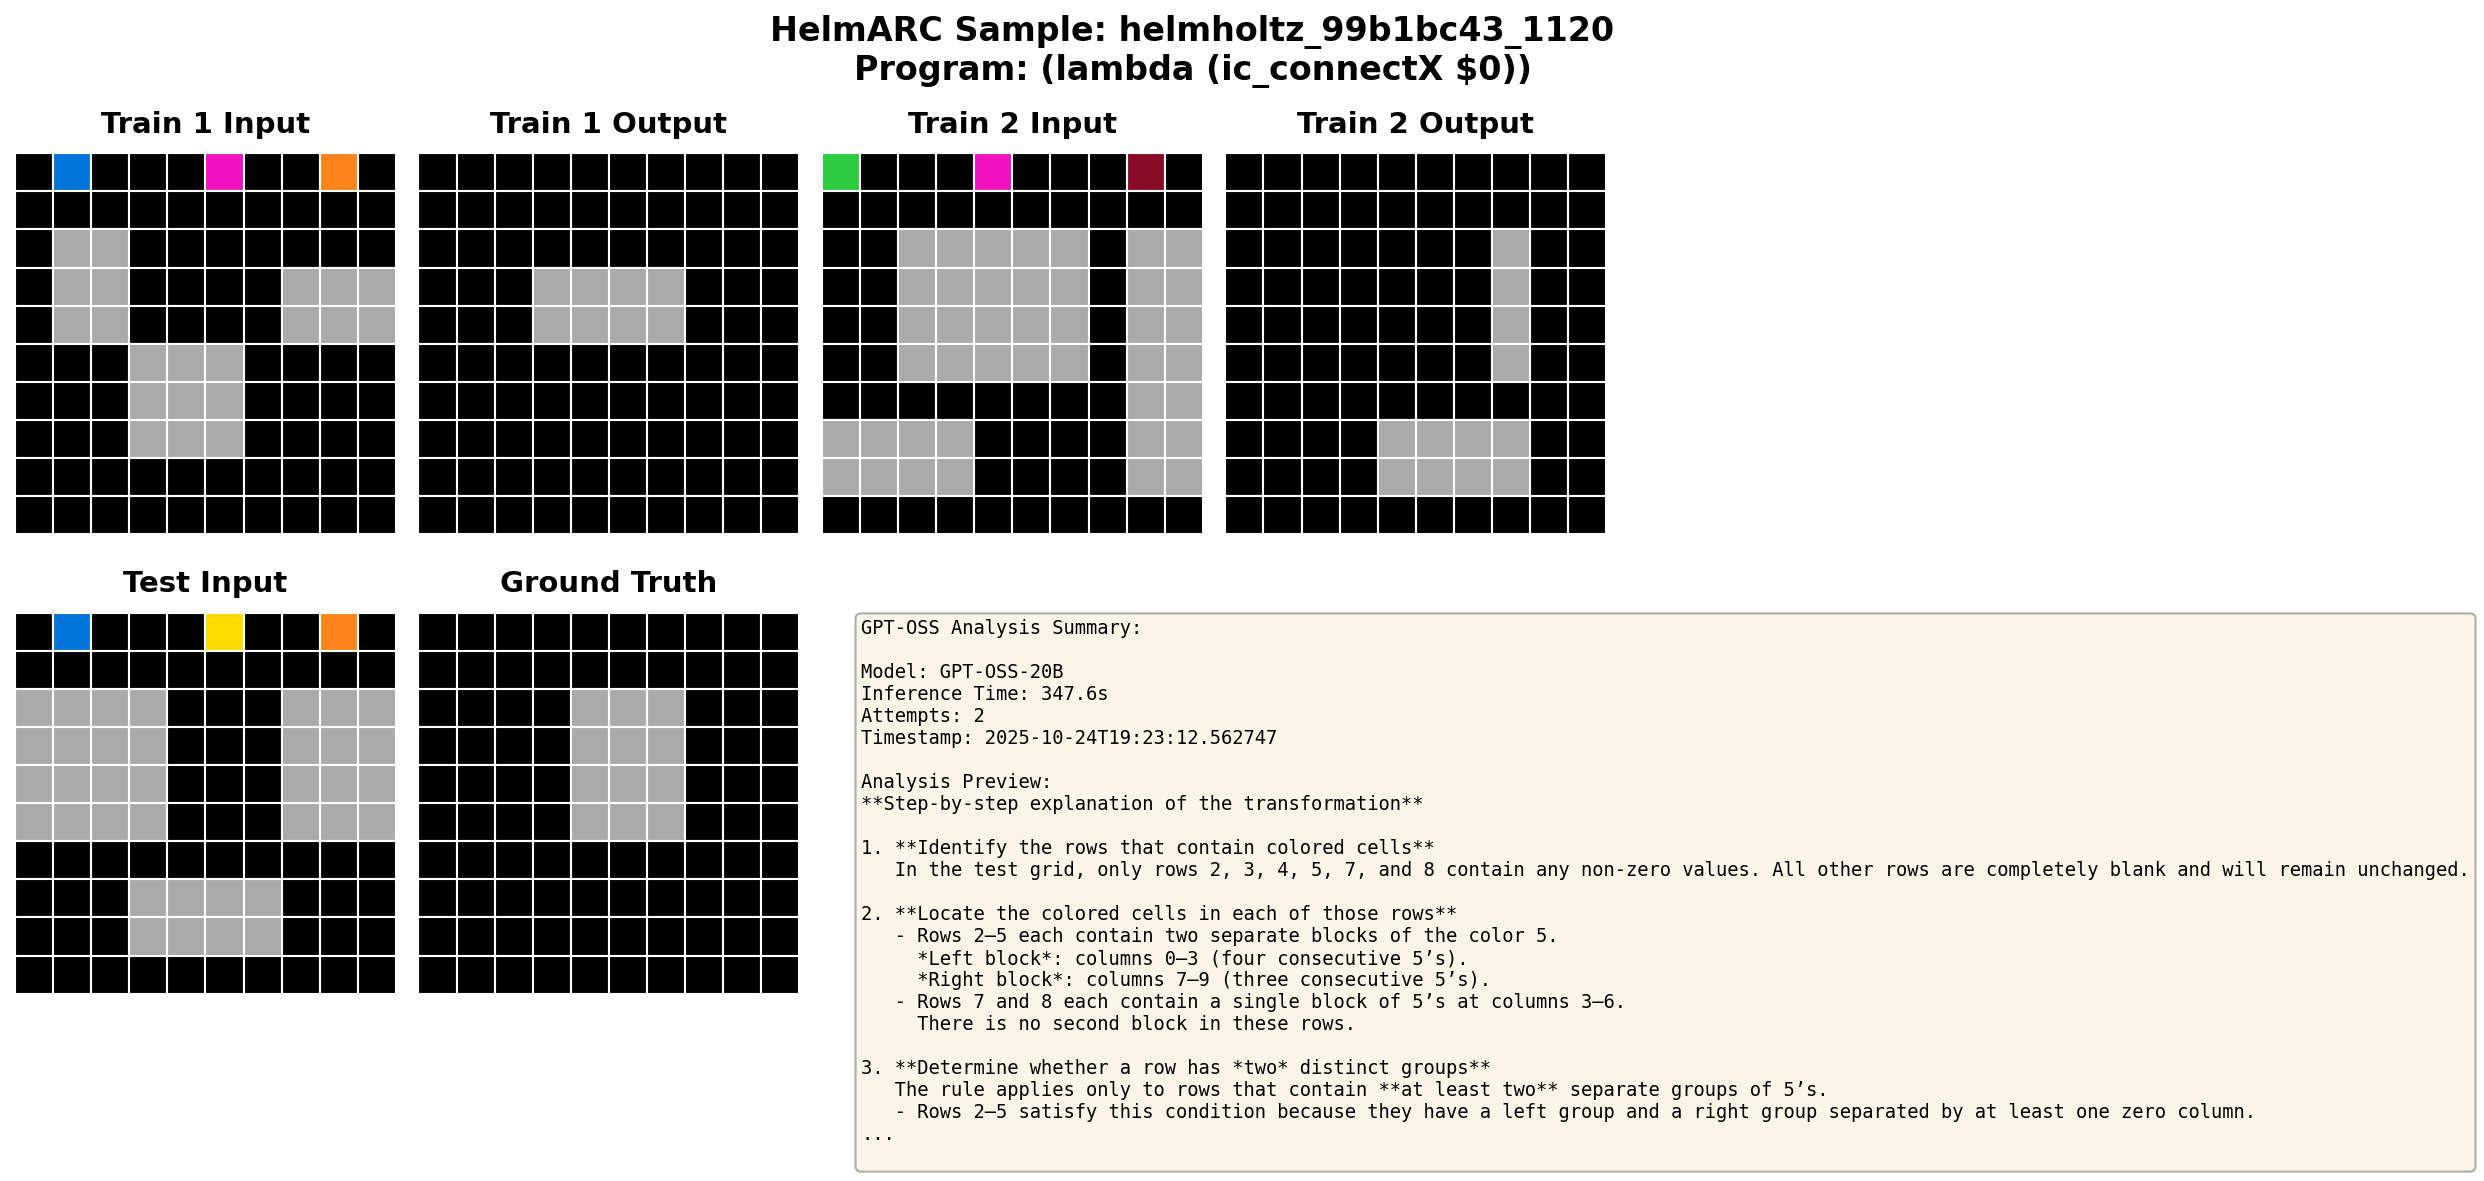 HelmARC Sample: helmholtz_99b1bc43_1120
Program: (lambda (ic_connectX $0))
Train 1 Input
Train 1 Output
Train 2 Input
Train 2 Output
Test Input
Ground Truth
GPT-OSS Analysis Summary:
Model: GPT-OSS-20B
Inference Time: 347.6s
Attempts: 2
Timestamp: 2025-10-24T19:23:12.562747
Analysis Preview:
**Step-by-step explanation of the transformation**
1. **Identify the rows that contain colored cells**
In the test grid, only rows 2, 3, 4, 5, 7, and 8 contain any non-zero values. All other rows are completely blank and will remain unchanged.
2. **Locate the colored cells in each of those rows**
- Rows 2–5 each contain two separate blocks of the color 5.
*Left block*: columns 0–3 (four consecutive 5’s).
*Right block*: columns 7–9 (three consecutive 5’s).
- Rows 7 and 8 each contain a single block of 5’s at columns 3–6.
There is no second block in these rows.
3. **Determine whether a row has *two* distinct groups**
The rule applies only to rows that contain **at least two** separate groups of 5’s.
- Rows 2–5 satisfy this condition because they have a left group and a right group separated by at least one zero column.
...